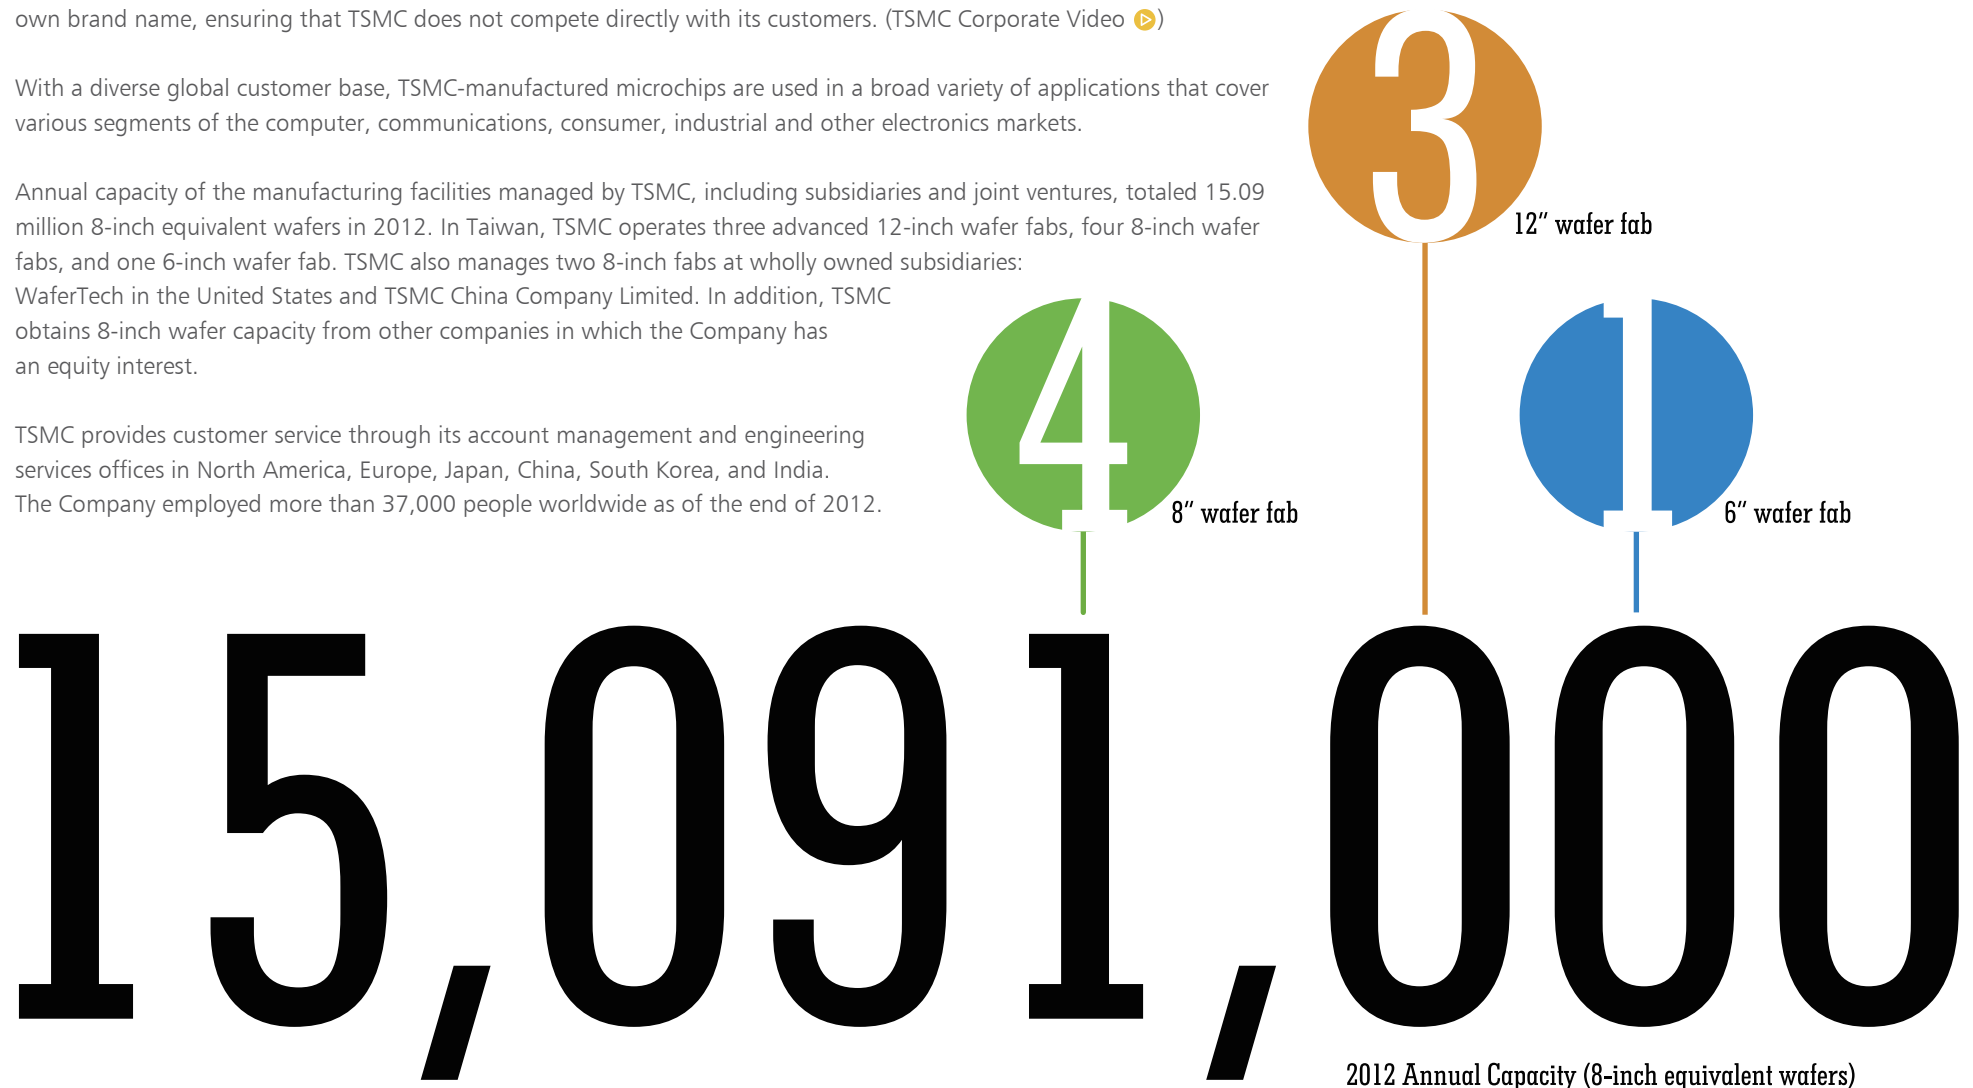 own brand name, ensuring that TSMC does not compete directly with its customers. (TSMC Corporate Video )
With a diverse global customer base, TSMC-manufactured microchips are used in a broad variety of applications that cover
various segments of the computer, communications, consumer, industrial and other electronics markets.
Annual capacity of the manufacturing facilities managed by TSMC, including subsidiaries and joint ventures, totaled 15.09
million 8-inch equivalent wafers in 2012. In Taiwan, TSMC operates three advanced 12-inch wafer fabs, four 8-inch wafer
fabs, and one 6-inch wafer fab. TSMC also manages two 8-inch fabs at wholly owned subsidiaries:
WaferTech in the United States and TSMC China Company Limited. In addition, TSMC
obtains 8-inch wafer capacity from other companies in which the Company has
an equity interest.
TSMC provides customer service through its account management and engineering
services offices in North America, Europe, Japan, China, South Korea, and India.
The Company employed more than 37,000 people worldwide as of the end of 2012.
3
12″ wafer fab
4
8″ wafer fab
1
6″ wafer fab
15,091,000
2012 Annual Capacity (8-inch equivalent wafers)